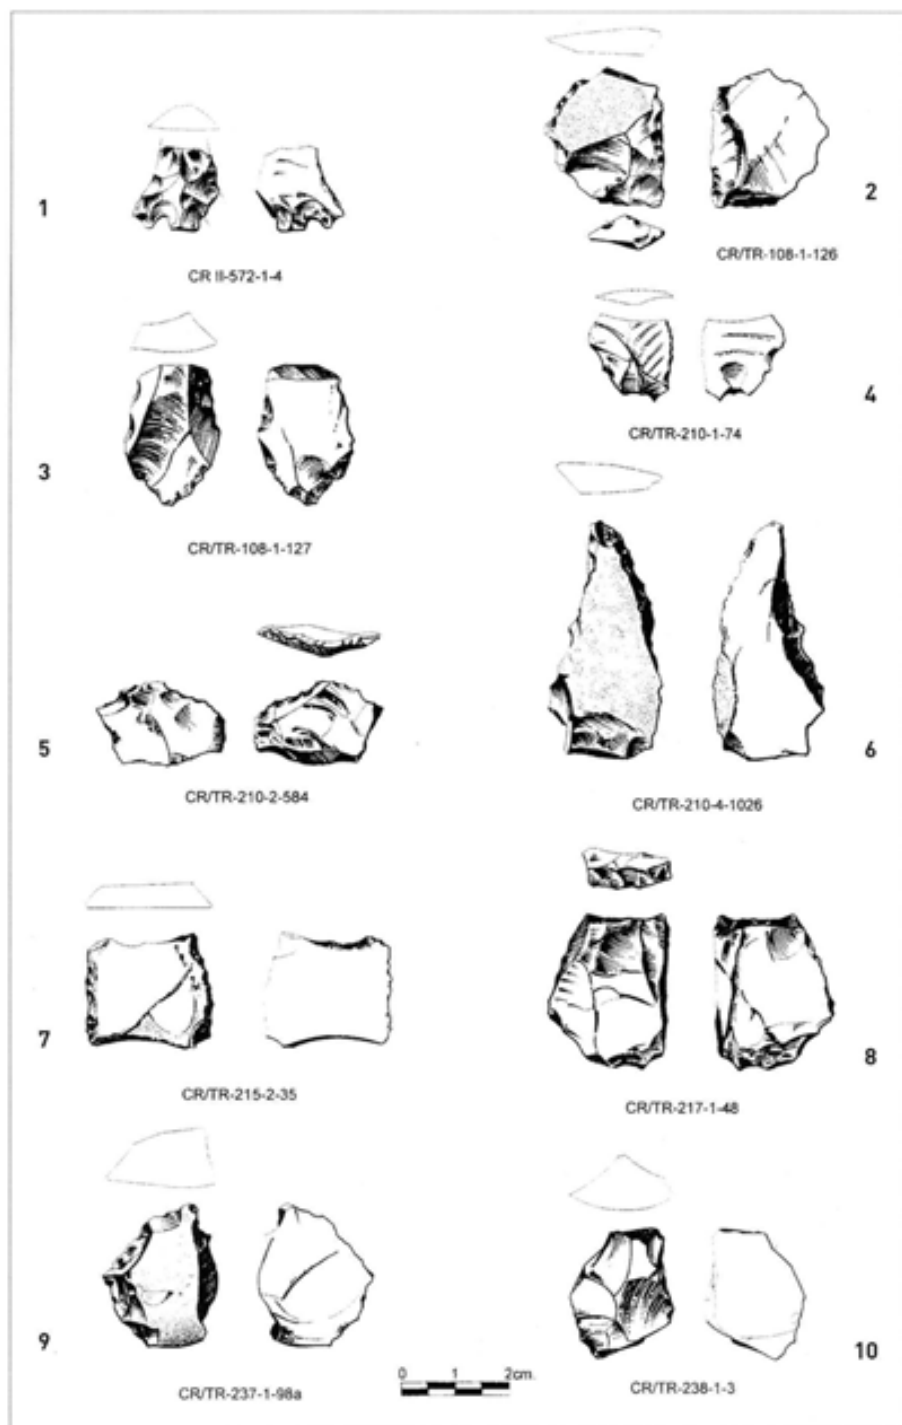 1
CR II-572-1-4
2
CR/TR-108-1-126
3
CR/TR-108-1-127
4
CR/TR-210-1-74
5
CR/TR-210-2-584
6
CR/TR-210-4-1026
7
CR/TR-215-2-35
8
CR/TR-217-1-48
9
CR/TR-237-1-98a
0 1 2cm.
10
CR/TR-238-1-3